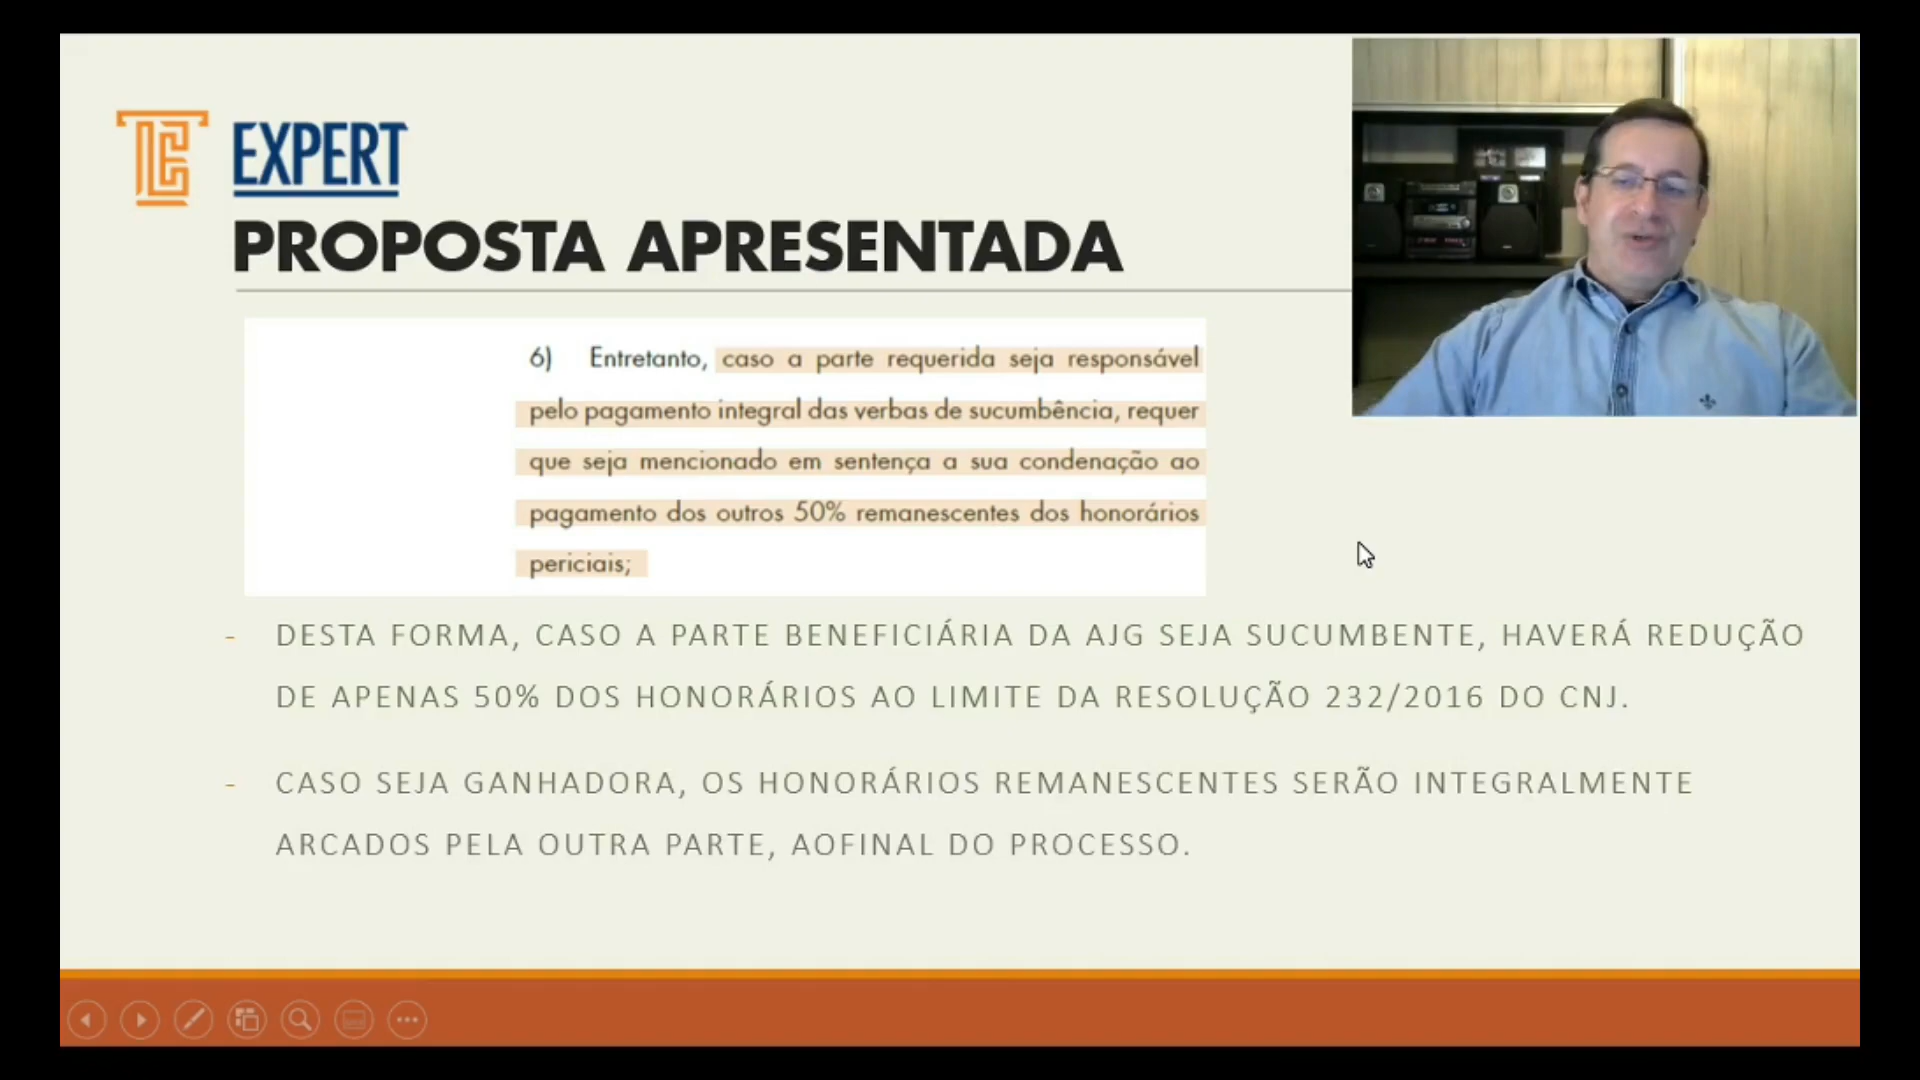 EXPERT
PROPOSTA APRESENTADA
6) Entretanto, caso a parte requerida seja responsável
pelo pagamento integral das verbas de sucumbência, requer
que seja mencionado em sentença a sua condenação ao
pagamento dos outros 50% remanescentes dos honorários
periciais;
- DESTA FORMA, CASO A PARTE BENEFICIÁRIA DA AJG SEJA SUCUMBENTE, HAVERÁ REDUÇÃO
DE APENAS 50% DOS HONORÁRIOS AO LIMITE DA RESOLUÇÃO 232/2016 DO CNJ.
- CASO SEJA GANHADORA, OS HONORÁRIOS REMANESCENTES SERÃO INTEGRALMENTE
ARCADOS PELA OUTRA PARTE, AOFINAL DO PROCESSO.